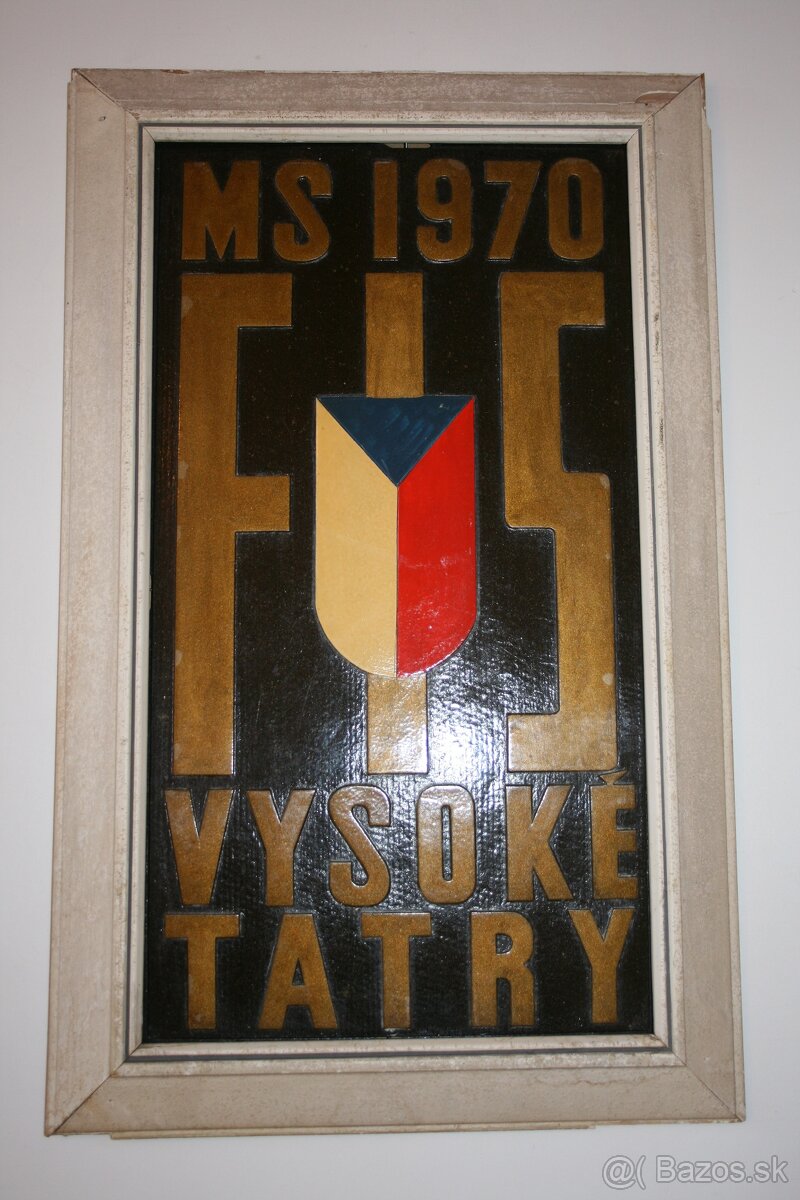 MS 1970
FIS
VYSOKÉ
TATRY
@( Bazos.sk